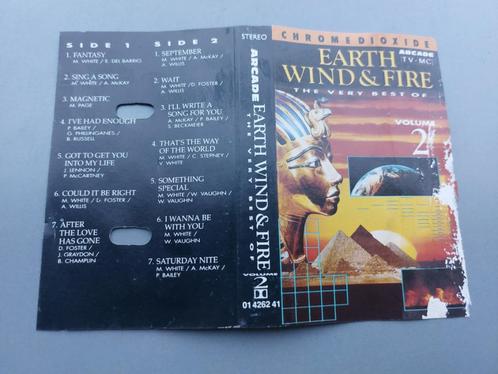 SIDE 1
1. FANTASY
M. WHITE / E. DEL BARRIO
2. SING A SONG
M. WHITE / A. McKAY
3. MAGNETIC
M. PAGE
4. I'VE HAD ENOUGH
P. BAILEY /
G. PHILLINGANES /
B. RUSSELL
5. GOT TO GET YOU
INTO MY LIFE
J. LENNON /
P. McCARTNEY
6. COULD IT BE RIGHT
M. WHITE / D. FOSTER /
A. WILLIS
7. AFTER
THE LOVE
HAS GONE
D. FOSTER /
J. GRAYDON /
B. CHAMPLIN
SIDE 2
1. SEPTEMBER
M. WHITE / A. McKAY /
A. WILLIS
2. WAIT
M. WHITE / D. FOSTER /
A. WILLIS
3. I'LL WRITE A
SONG FOR YOU
A. McKAY / P. BAILEY /
S. BECKMEIER
4. THAT'S THE WAY
OF THE WORLD
M. WHITE / C. STEPNEY /
V. WHITE
5. SOMETHING
SPECIAL
M. WHITE / W. VAUGHN /
W. VAUGHN
6. I WANNA BE
WITH YOU
M. WHITE /
W. VAUGHN
7. SATURDAY NITE
M. WHITE / A. McKAY /
P. BAILEY
STEREO
ARCADE EARTH WIND & FIRE
THE VERY BEST OF
VOLUME
2
01 4262 41
CHROMEDIOXIDE
ARCADE
TV-MC
EARTH
WIND & FIRE
THE VERY BEST OF
VOLUME
2